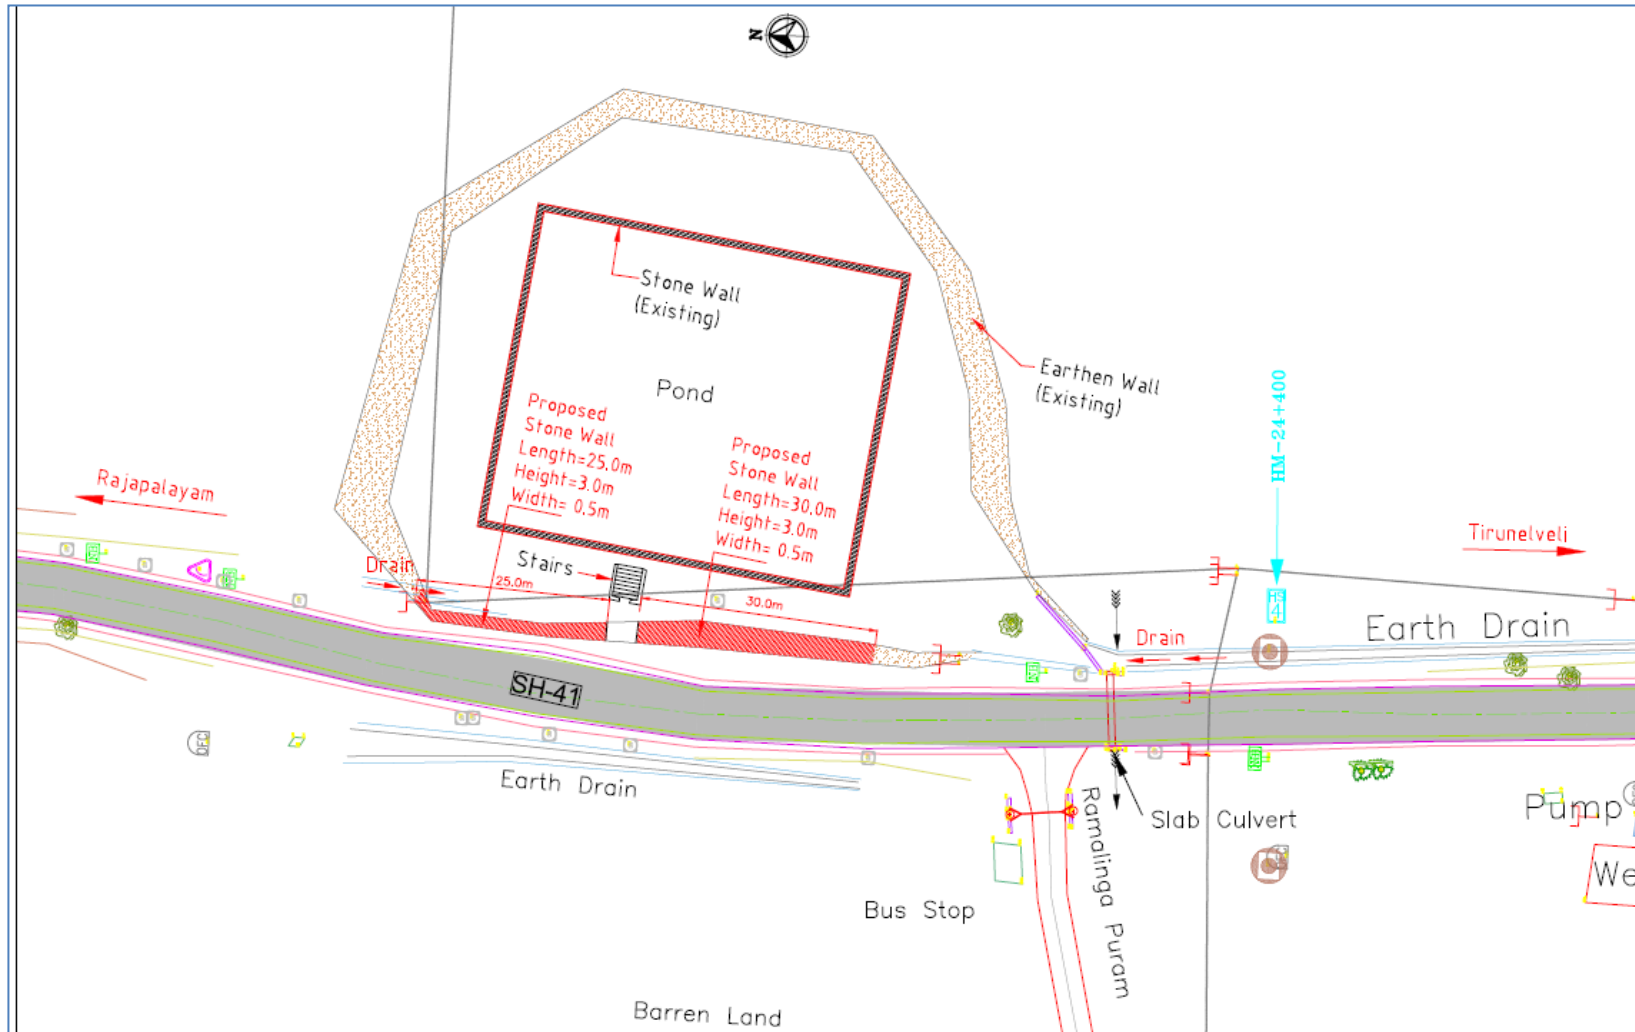 N
Stone Wall
(Existing)
Pond
Earthen Wall
(Existing)
HM-24+400
Proposed
Stone Wall
Length=25.0m
Height=3.0m
Width= 0.5m
Proposed
Stone Wall
Length=30.0m
Height=3.0m
Width= 0.5m
Rajapalayam
Tirunelveli
Drain
Stairs
25.0m
30.0m
HS
4
Drain
Earth Drain
SH-41
Earth Drain
Ramalinga Puram
Slab Culvert
Pump
We
Bus Stop
Barren Land